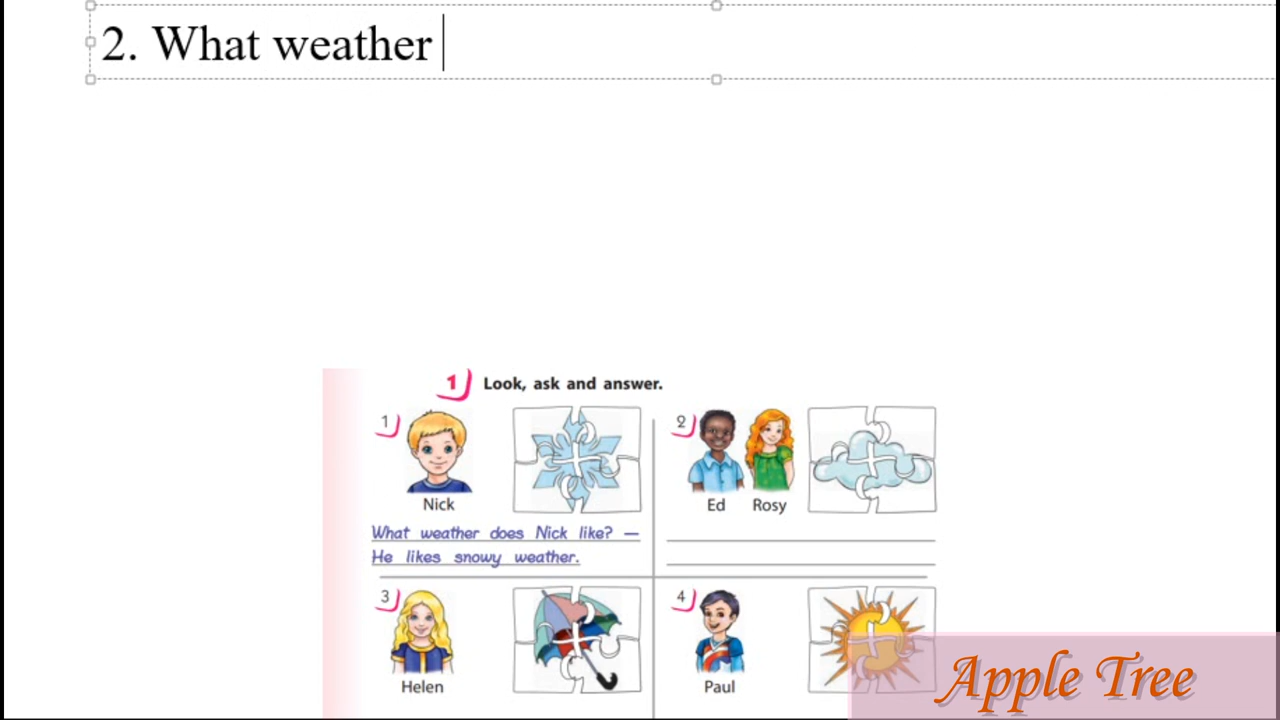 2. What weather
1 Look, ask and answer.
1
Nick
2
Ed Rosy
What weather does Nick like? –
He likes snowy weather.
3
Helen
4
Paul
Apple Tree